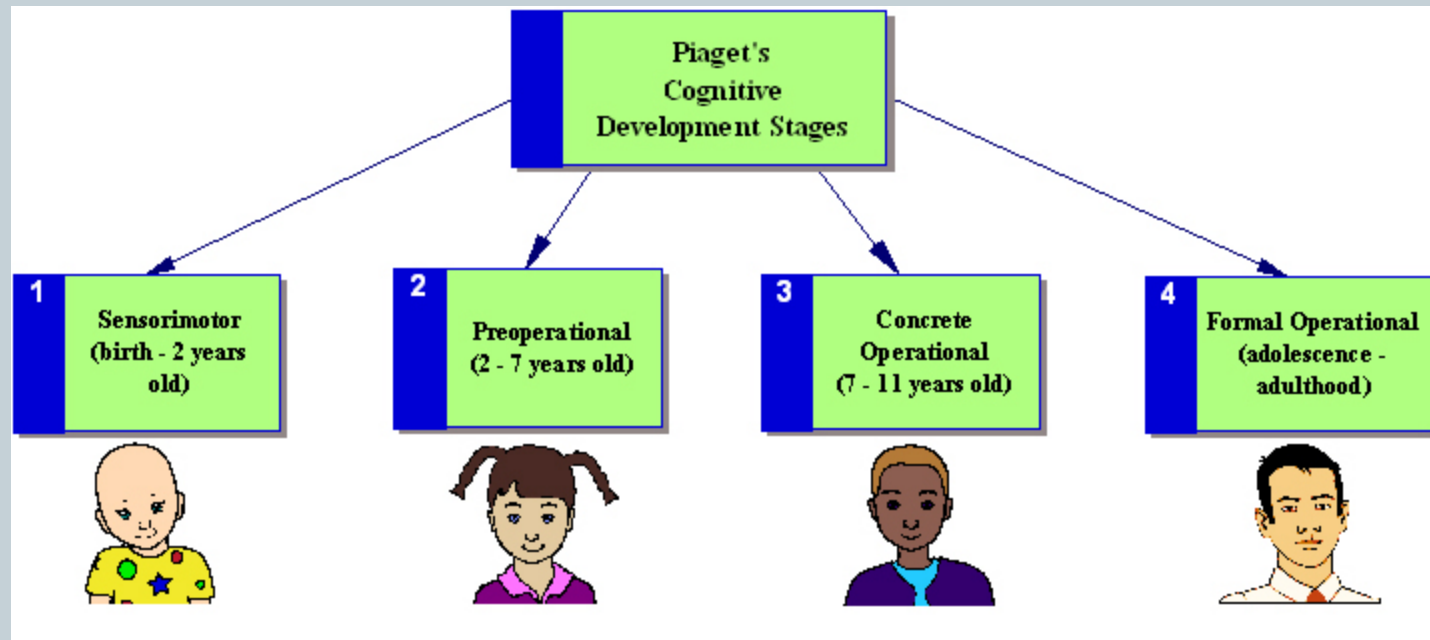 Piaget's
Cognitive
Development Stages
1
Sensorimotor
(birth - 2 years
old)
2
Preoperational
(2 - 7 years old)
3
Concrete
Operational
(7 - 11 years old)
4
Formal Operational
(adolescence -
adulthood)